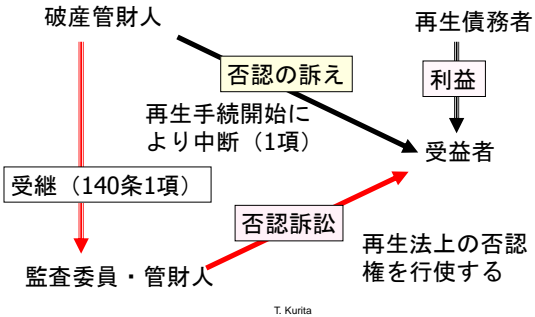 破産管財人
再生債務者
否認の訴え
利益
再生手続開始に
より中断（1項）
受益者
受継（140条1項）
否認訴訟
再生法上の否認
権を行使する
監査委員・管財人
T. Kurita